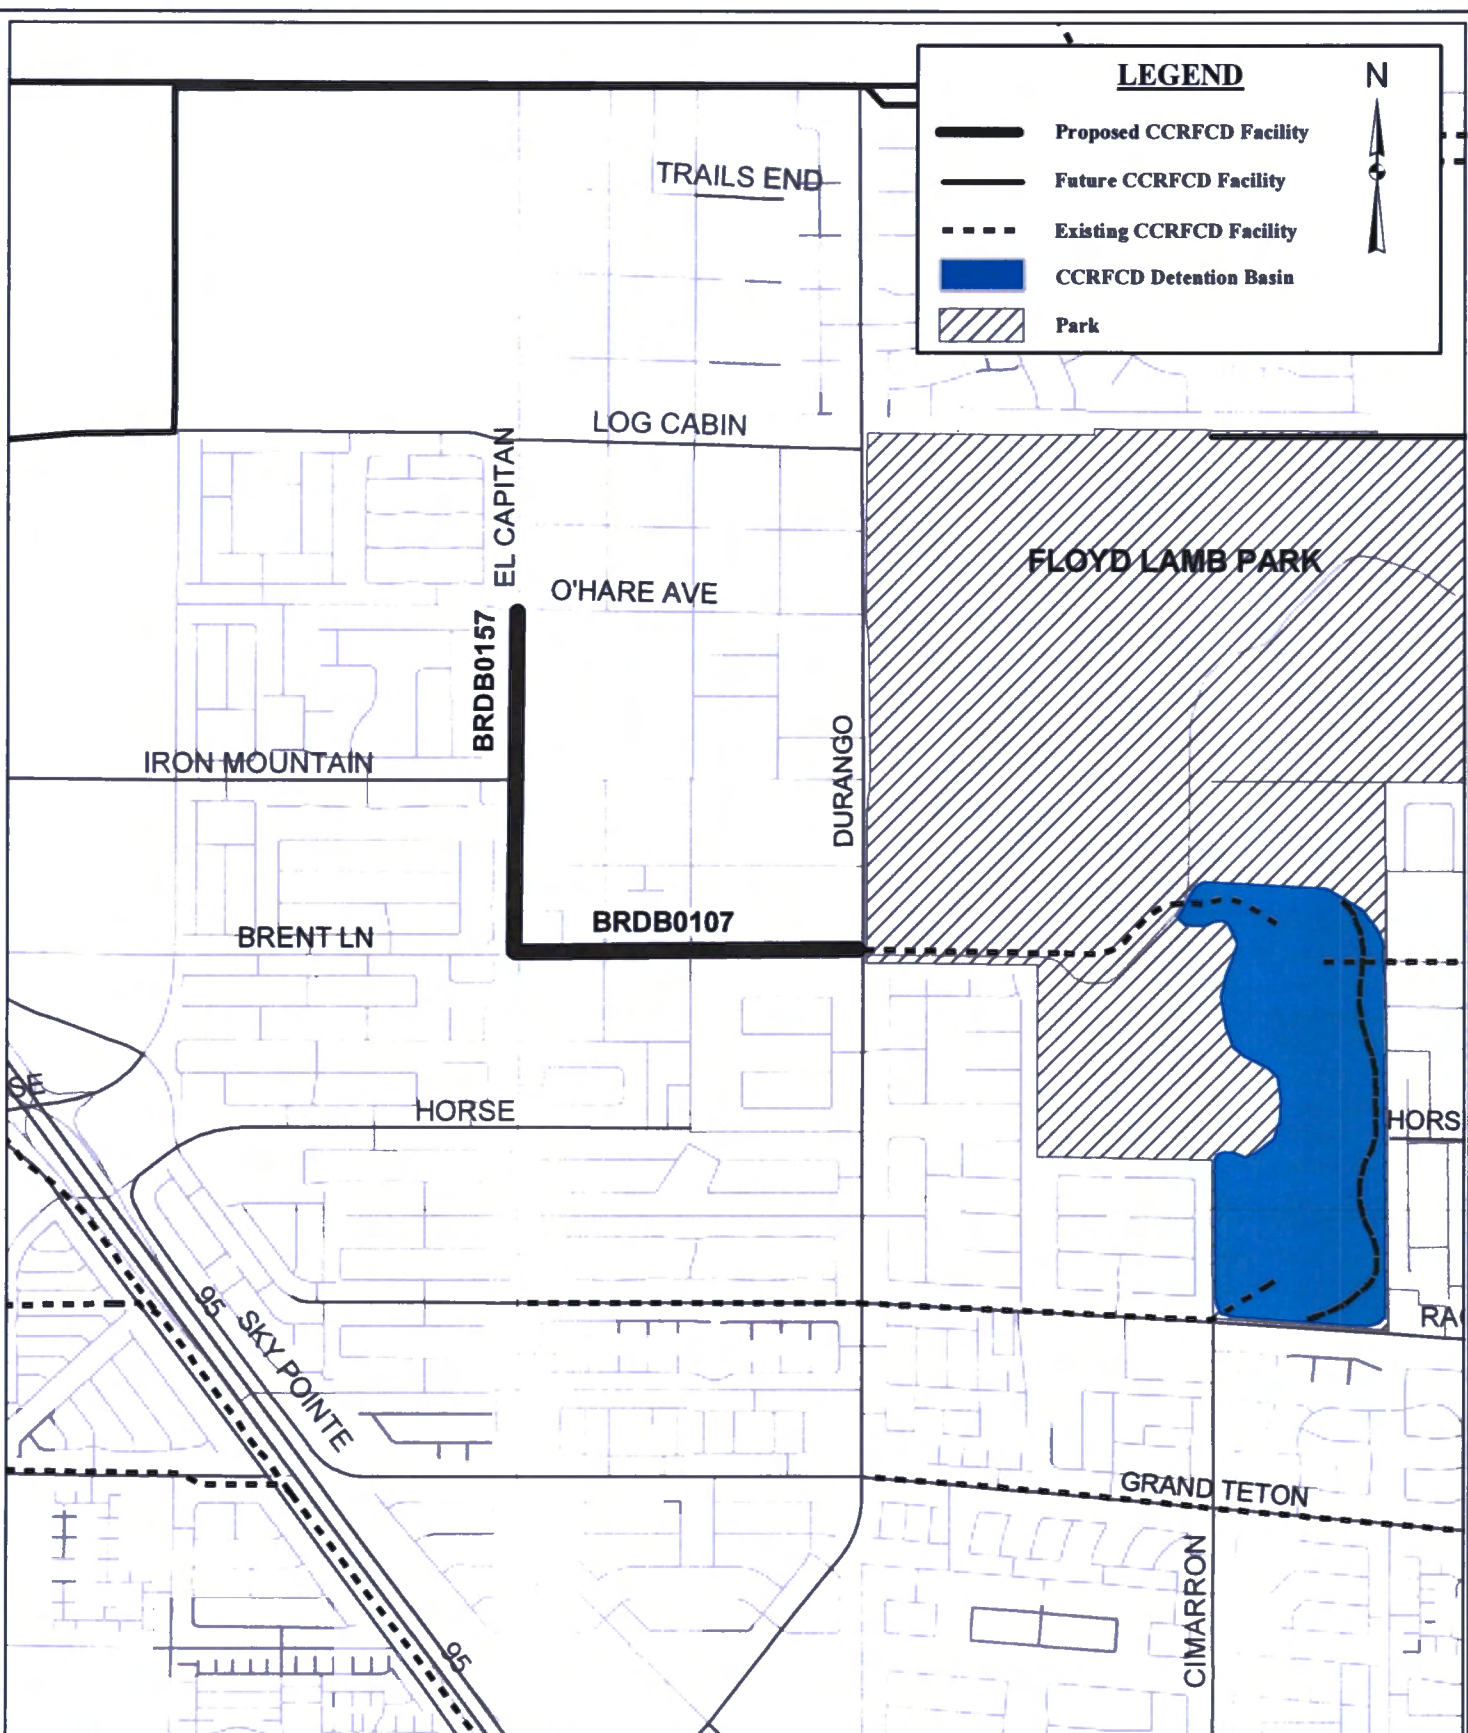 LEGEND
N
Proposed CCRFCD Facility
Future CCRFCD Facility
Existing CCRFCD Facility
CCRFCD Detention Basin
Park
TRAILS END
LOG CABIN
EL CAPITAN
FLOYD LAMB PARK
O'HARE AVE
BRDB0157
DURANGO
IRON MOUNTAIN
BRDB0107
BRENT LN
SE
HORSE
HORS
95
SKY POINTE
RA
GRAND TETON
CIMARRON
95